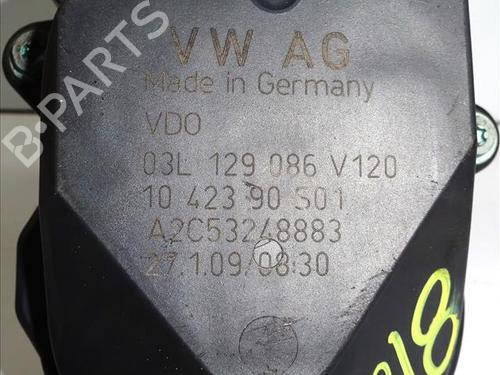 B-PARTS
VW AG
Made in Germany
VDO
03L 129 086 V120
10 423 90 S01
A2C53248883
27.1.09/08:30